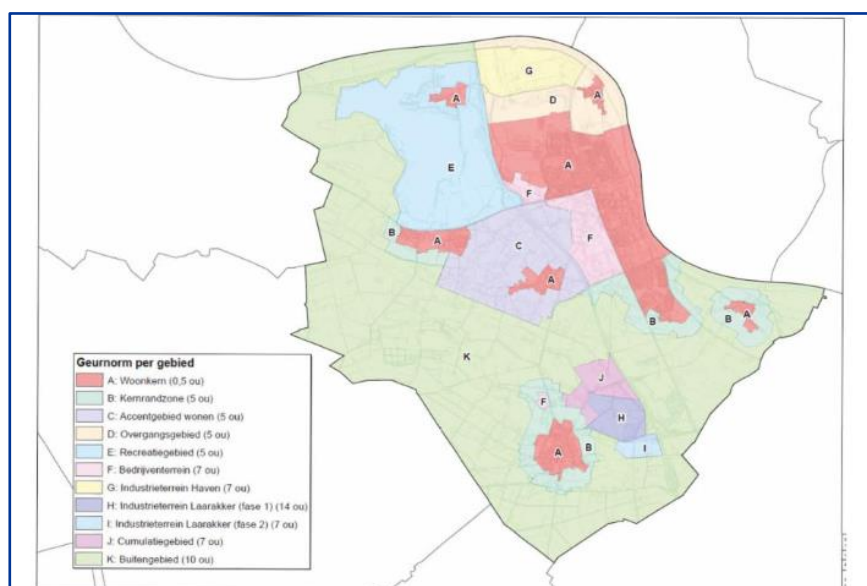 G
A
D
A
A
E
F
B
A
C
F
A
B
B
A
K
J
F
H
A
B
I
Geurnorm per gebied
A: Woonkern (0,5 ou)
B: Kernrandzone (5 ou)
C: Accentgebied wonen (5 ou)
D: Overgangsgebied (5 ou)
E: Recreatiegebied (5 ou)
F: Bedrijventerrein (7 ou)
G: Industrieterrein Haven (7 ou)
H: Industrieterrein Laarakker (fase 1) (14 ou)
I: Industrieterrein Laarakker (fase 2) (7 ou)
J: Cumulatiegebied (7 ou)
K: Buitengebied (10 ou)